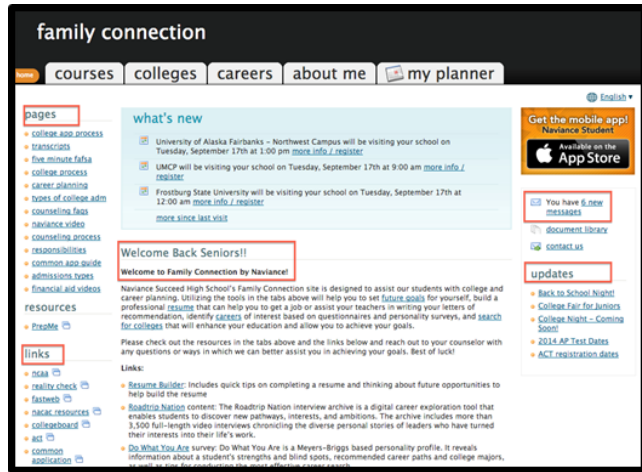 family connection
home
courses
colleges
careers
about me
my planner
English
pages
college app process
transcripts
five minute fafsa
college process
career planning
types of college adm
counseling faqs
naviance video
counseling process
responsibilities
common app guide
admissions types
financial aid videos
resources
PrepMe
links
ncaa
reality check
fastweb
nacac resources
collegeboard
act
common
application
what's new
University of Alaska Fairbanks - Northwest Campus will be visiting your school on
Tuesday, September 17th at 1:00 pm more info / register
UMCP will be visiting your school on Tuesday, September 17th at 9:00 am more info /
register
Frostburg State University will be visiting your school on Tuesday, September 17th at
12:00 am more info / register
more since last visit
Welcome Back Seniors!!
Welcome to Family Connection by Naviance!
Naviance Succeed High School's Family Connection site is designed to assist our students with college and
career planning. Utilizing the tools in the tabs above will help you to set future goals for yourself, build a
professional resume that can help you to get a job or assist your teachers in writing your letters of
recommendation, identify careers of interest based on questionnaires and personality surveys, and search
for colleges that will enhance your education and allow you to achieve your goals.
Please check out the resources in the tabs above and the links below and reach out to your counselor with
any questions or ways in which we can better assist you in achieving your goals. Best of luck!
Links:
Resume Builder: Includes quick tips on completing a resume and thinking about future opportunities to
help build the resume
Roadtrip Nation content: The Roadtrip Nation interview archive is a digital career exploration tool that
enables students to discover new pathways, interests, and ambitions. The archive includes more than
3,500 full-length video interviews chronicling the diverse personal stories of leaders who have turned
their interests into their life's work.
Do What You Are survey: Do What You Are is a Meyers-Briggs based personality profile. It reveals
information about a student's strengths and blind spots, recommended career paths and college majors,
as well as tips for conducting the most effective career search
Get the mobile app!
Naviance Student
Available on the
App Store
You have 6 new
messages
document library
contact us
updates
Back to School Night!
College Fair for Juniors
College Night - Coming
Soon!
2014 AP Test Dates
ACT registration dates